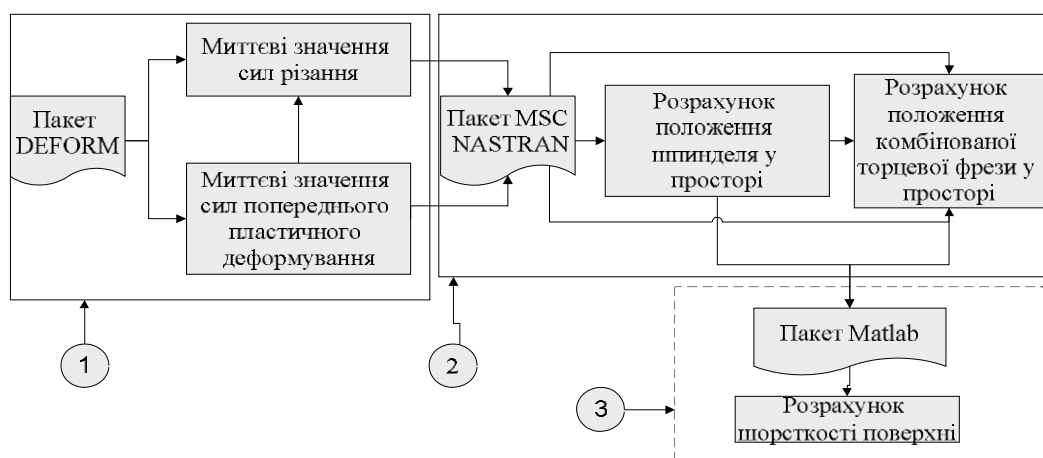 Миттєві значення
сил різання
Пакет
DEFORM
Миттєві значення
сил попереднього
пластичного
деформування
Пакет MSC
NASTRAN
Розрахунок
положення
шпинделя у
просторі
Розрахунок
положення
комбінованої
торцевої фрези у
просторі
1
2
Пакет Matlab
3
Розрахунок
шорсткості поверхні